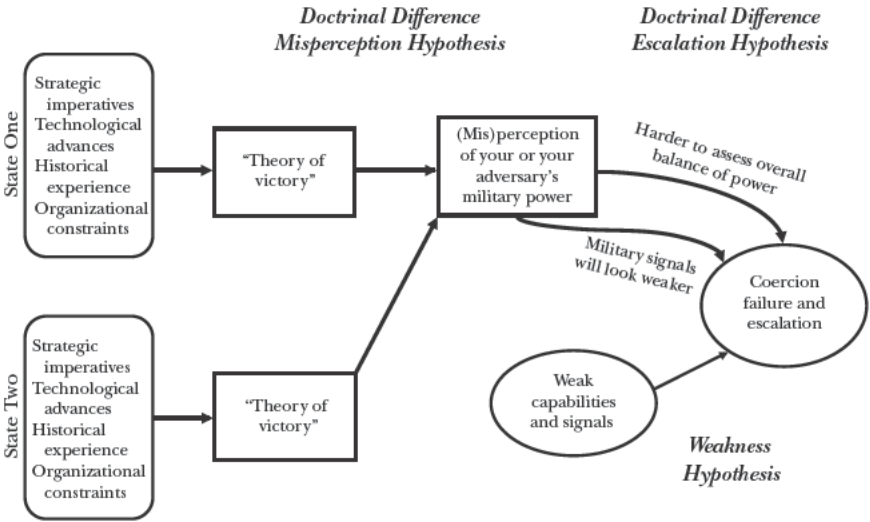 Doctrinal Difference
Misperception Hypothesis
Doctrinal Difference
Escalation Hypothesis
State One
Strategic
imperatives
Technological
advances
Historical
experience
Organizational
constraints
“Theory of
victory”
(Mis)perception
of your or your
adversary’s
military power
Harder to assess overall
balance of power
Military signals
will look weaker
Coercion
failure and
escalation
State Two
Strategic
imperatives
Technological
advances
Historical
experience
Organizational
constraints
“Theory of
victory”
Weak
capabilities
and signals
Weakness
Hypothesis